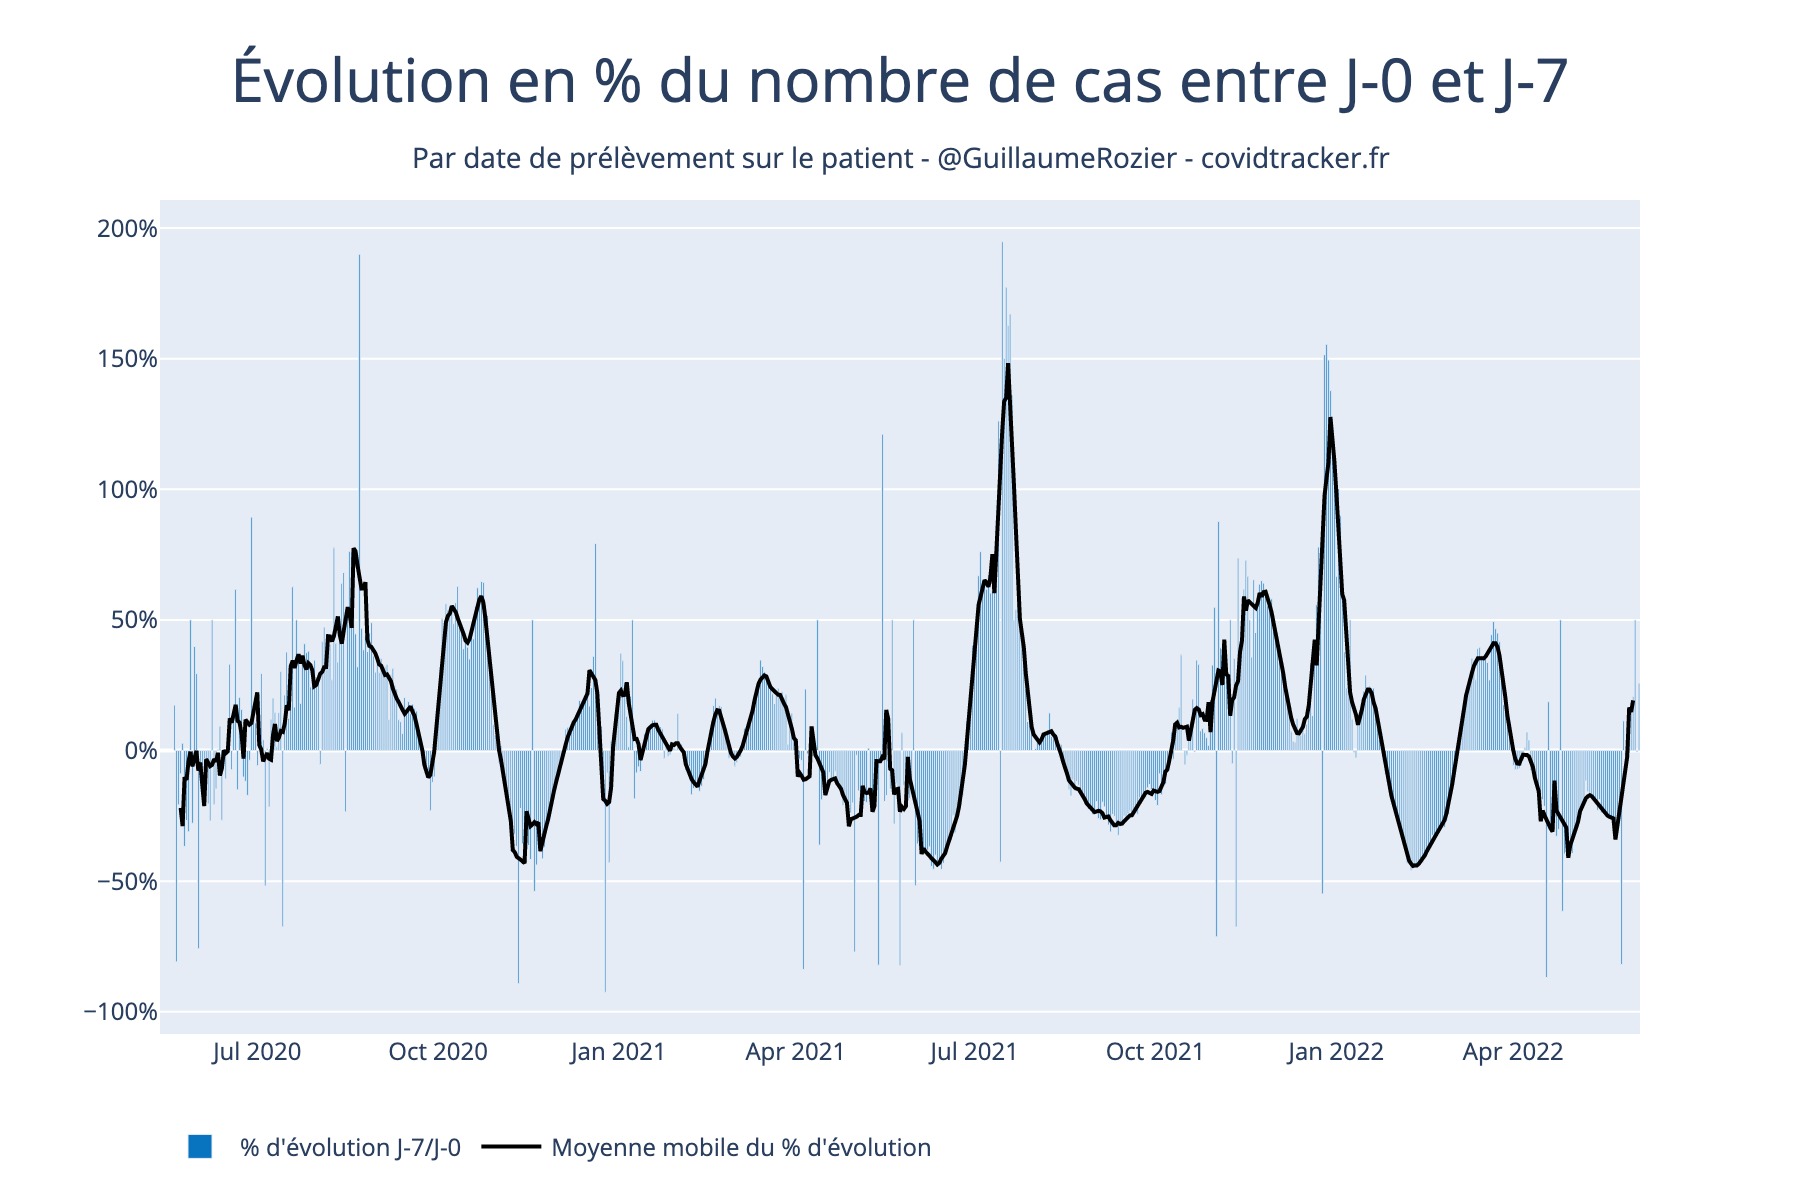 Évolution en % du nombre de cas entre J-0 et J-7
Par date de prélèvement sur le patient - @GuillaumeRozier - covidtracker.fr
200%
150%
100%
50%
0%
−50%
−100%
Jul 2020 Oct 2020 Jan 2021 Apr 2021 Jul 2021 Oct 2021 Jan 2022 Apr 2022
% d'évolution J-7/J-0 Moyenne mobile du % d'évolution